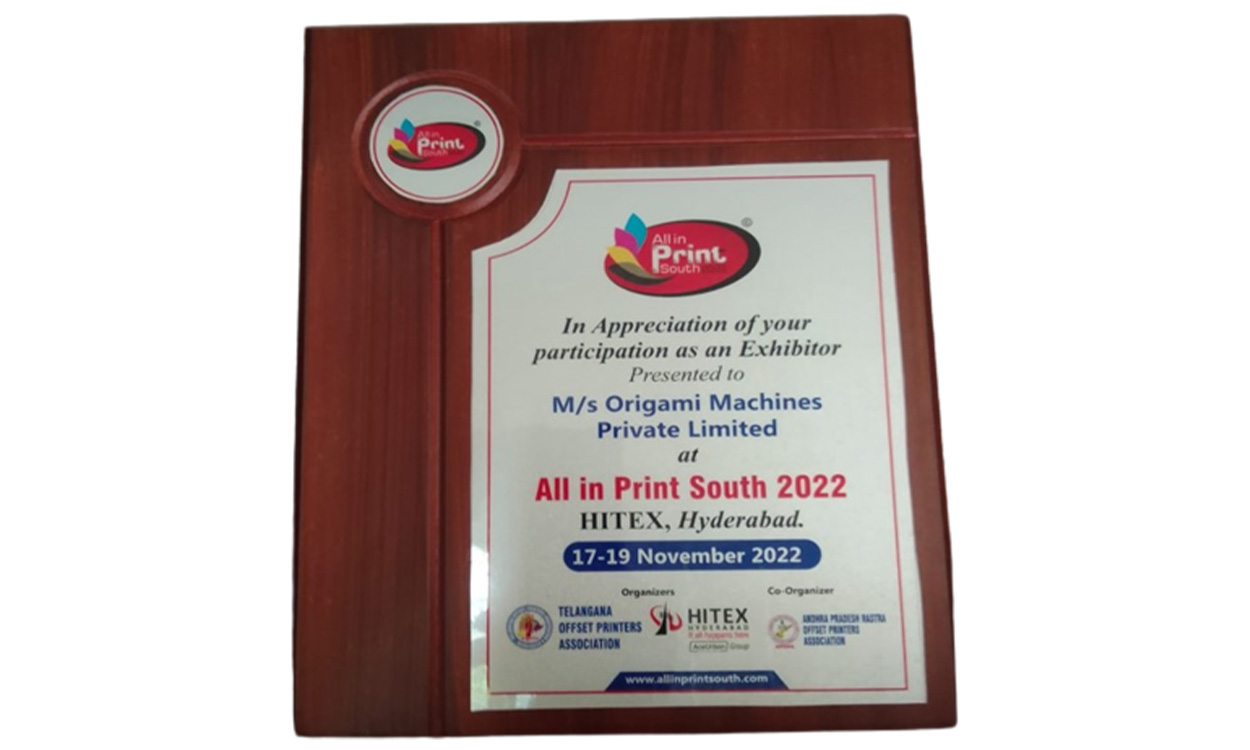 All in
Print
South
All in
Print
South
©
In Appreciation of your
participation as an Exhibitor
Presented to
M/s Origami Machines
Private Limited
at
All in Print South 2022
HITEX, Hyderabad.
17-19 November 2022
Organizers
Co-Organizer
TELANGANA
OFFSET PRINTERS
ASSOCIATION
HITEX
HYDERABAD
It all happens here
Group
ANDHRA PRADESH RASTRA
OFFSET PRINTERS
ASSOCIATION
www.allinprintsouth.com